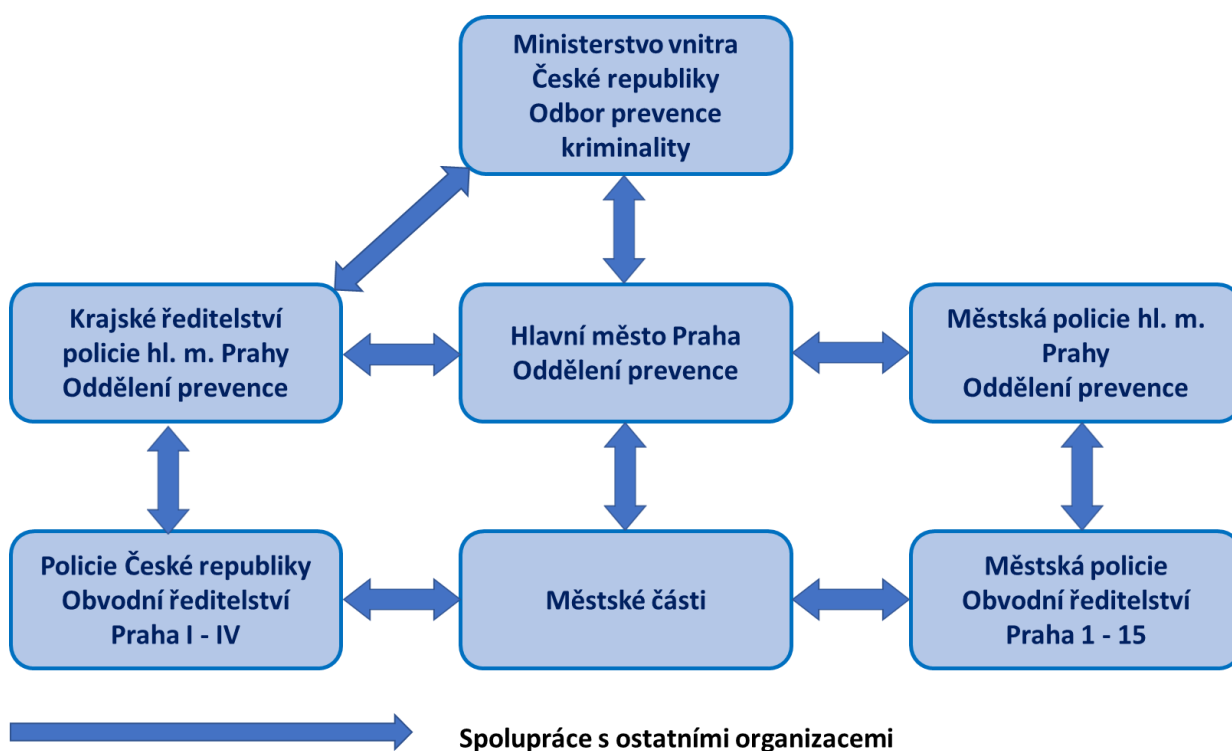 Ministerstvo vnitra
České republiky
Odbor prevence
kriminality
Krajské ředitelství
policie hl. m. Prahy
Oddělení prevence
Hlavní město Praha
Oddělení prevence
Městská policie hl. m.
Prahy
Oddělení prevence
Policie České republiky
Obvodní ředitelství
Praha I - IV
Městské části
Městská policie
Obvodní ředitelství
Praha 1 - 15
Spolupráce s ostatními organizacemi